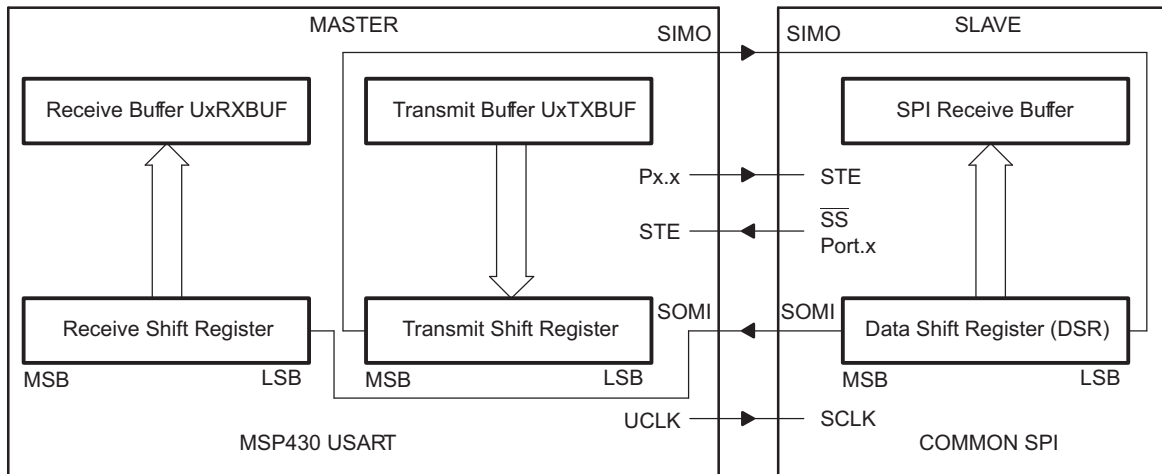 MASTER
SIMO
SIMO
SLAVE
Receive Buffer UxRXBUF
Transmit Buffer UxTXBUF
SPI Receive Buffer
Px.x
STE
STE
SS
Port.x
Receive Shift Register
Transmit Shift Register
SOMI
SOMI
Data Shift Register (DSR)
MSB
LSB
MSB
LSB
MSB
LSB
UCLK
SCLK
MSP430 USART
COMMON SPI